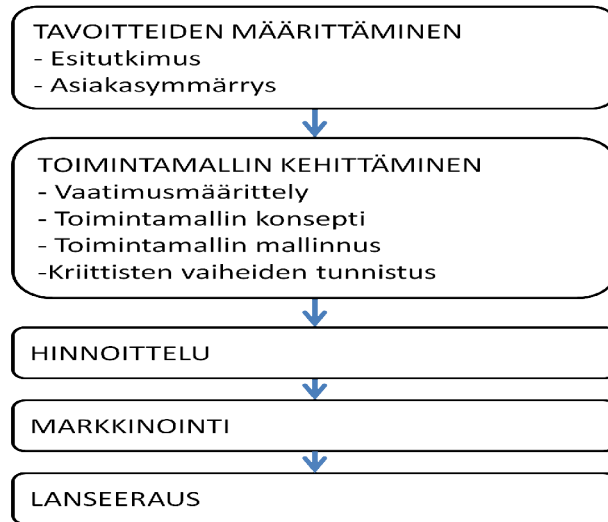 TAVOITTEIDEN MÄÄRITTÄMINEN
- Esitutkimus
- Asiakasymmärrys
TOIMINTAMALLIN KEHITTÄMINEN
- Vaatimusmäärittely
- Toimintamallin konsepti
- Toimintamallin mallinnus
-Kriittisten vaiheiden tunnistus
HINNOITTELU
MARKKINOINTI
LANSEERAUS